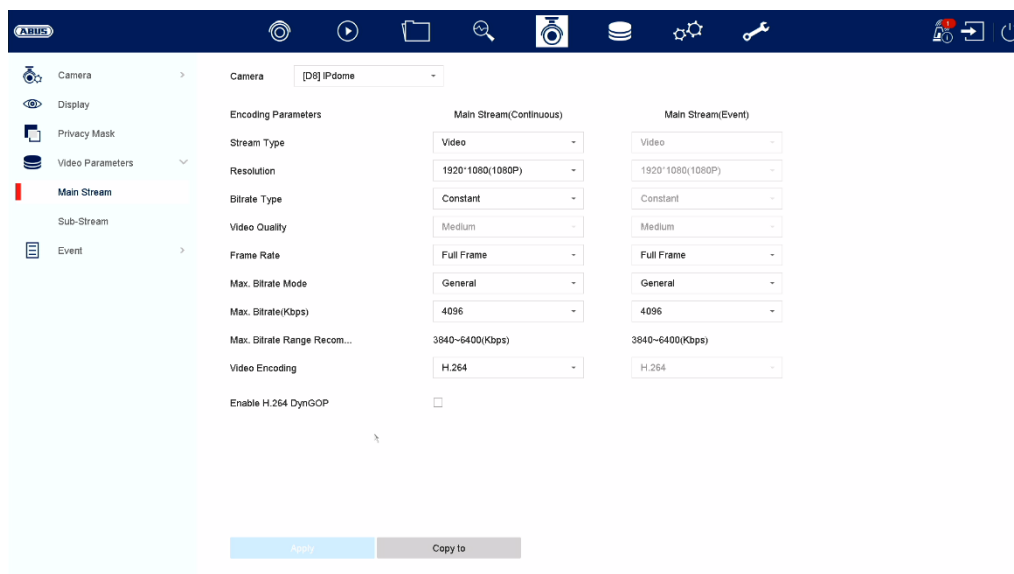 ABUS
!
Camera >
Display
Privacy Mask
Video Parameters
Main Stream
Sub-Stream
Event >
Camera [D8] IPdome
Encoding Parameters Main Stream(Continuous) Main Stream(Event)
Stream Type Video Video
Resolution 1920*1080(1080P) 1920*1080(1080P)
Bitrate Type Constant Constant
Video Quality Medium Medium
Frame Rate Full Frame Full Frame
Max. Bitrate Mode General General
Max. Bitrate(Kbps) 4096 4096
Max. Bitrate Range Recom... 3840~6400(Kbps) 3840~6400(Kbps)
Video Encoding H.264 H.264
Enable H.264 DynGOP
Apply Copy to